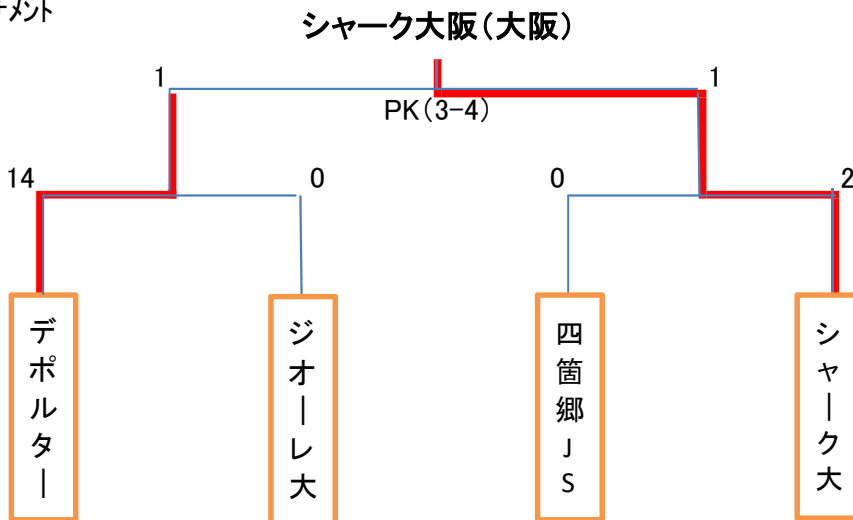 ナメント
シャーク大阪(大阪)
1
1
PK(3-4)
14
0
0
2
デポルター
ジオーレ大
四箇郷JS
シャーク大